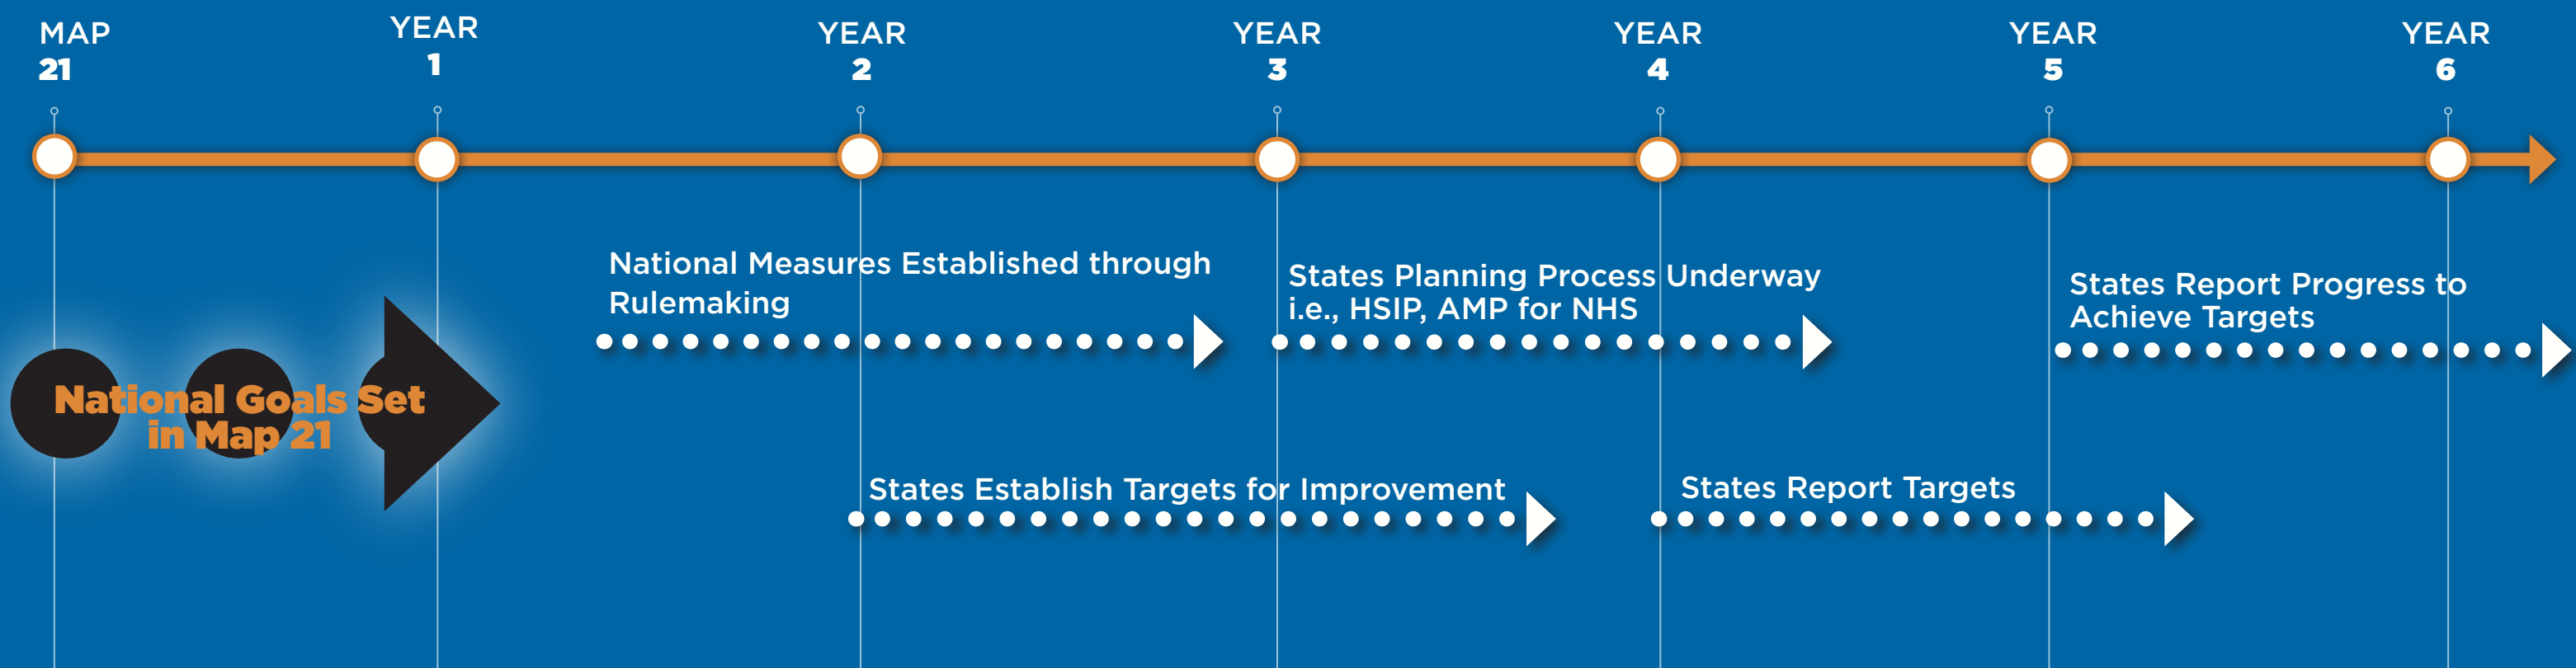 MAP
21
YEAR
1
YEAR
2
YEAR
3
YEAR
4
YEAR
5
YEAR
6
National Goals Set
in Map 21
National Measures Established through
Rulemaking
States Planning Process Underway
i.e., HSIP, AMP for NHS
States Report Progress to
Achieve Targets
States Establish Targets for Improvement
States Report Targets